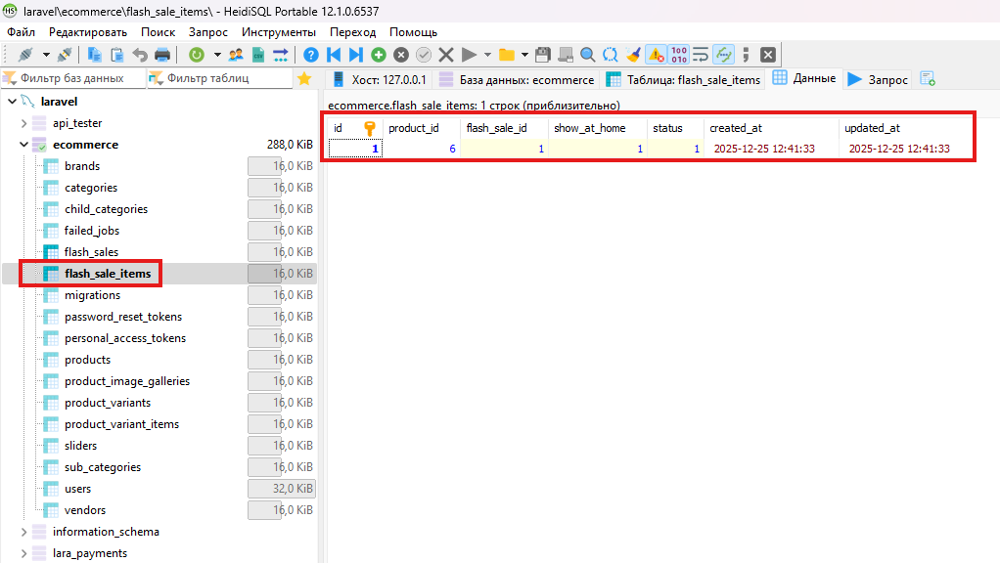 laravel\ecommerce\flash_sale_items\ - HeidiSQL Portable 12.1.0.6537
Файл Редактировать Поиск Запрос Инструменты Переход Помощь
Фильтр баз данных Фильтр таблиц Хост: 127.0.0.1 База данных: ecommerce Таблица: flash_sale_items Данные Запрос
laravel
api_tester
ecommerce 288,0 KiB
brands 16,0 KiB
categories 16,0 KiB
child_categories 16,0 KiB
failed_jobs 16,0 KiB
flash_sales 16,0 KiB
flash_sale_items 16,0 KiB
migrations 16,0 KiB
password_reset_tokens 16,0 KiB
personal_access_tokens 16,0 KiB
products 16,0 KiB
product_image_galleries 16,0 KiB
product_variants 16,0 KiB
product_variant_items 16,0 KiB
sliders 16,0 KiB
sub_categories 16,0 KiB
users 32,0 KiB
vendors 16,0 KiB
information_schema
lara_payments
ecommerce.flash_sale_items: 1 строк (приблизительно)
id product_id flash_sale_id show_at_home status created_at updated_at
1 6 1 1 1 2025-12-25 12:41:33 2025-12-25 12:41:33